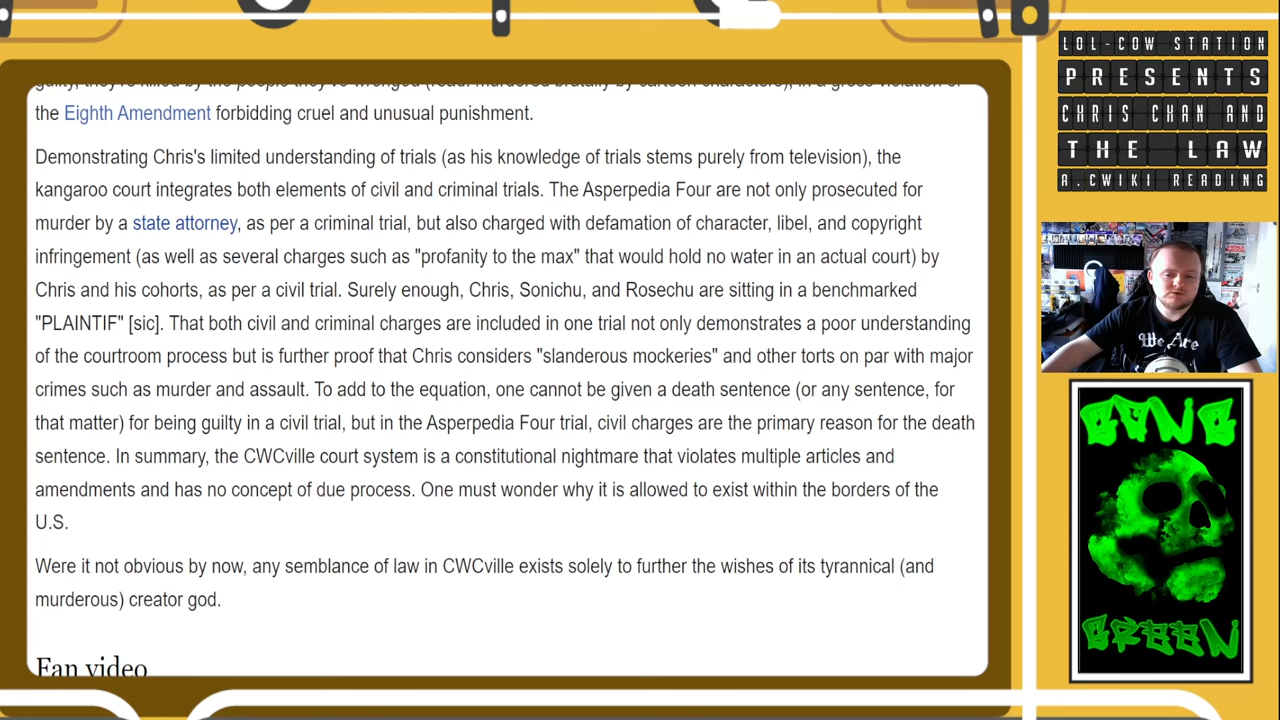 guilty, they're killed by the people they've wronged
the Eighth Amendment forbidding cruel and unusual punishment.
Demonstrating Chris's limited understanding of trials (as his knowledge of trials stems purely from television), the
kangaroo court integrates both elements of civil and criminal trials. The Asperpedia Four are not only prosecuted for
murder by a state attorney, as per a criminal trial, but also charged with defamation of character, libel, and copyright
infringement (as well as several charges such as "profanity to the max" that would hold no water in an actual court) by
Chris and his cohorts, as per a civil trial. Surely enough, Chris, Sonichu, and Rosechu are sitting in a benchmarked
"PLAINTIF" [sic]. That both civil and criminal charges are included in one trial not only demonstrates a poor understanding
of the courtroom process but is further proof that Chris considers "slanderous mockeries" and other torts on par with major
crimes such as murder and assault. To add to the equation, one cannot be given a death sentence (or any sentence, for
that matter) for being guilty in a civil trial, but in the Asperpedia Four trial, civil charges are the primary reason for the death
sentence. In summary, the CWCville court system is a constitutional nightmare that violates multiple articles and
amendments and has no concept of due process. One must wonder why it is allowed to exist within the borders of the
U.S.
Were it not obvious by now, any semblance of law in CWCville exists solely to further the wishes of its tyrannical (and
murderous) creator god.
Fan video
LOL-COW STATION
PRESENTS
CHRIS CHAN AND
THE LAW
A.CWIKI READING
We Are
GREEN